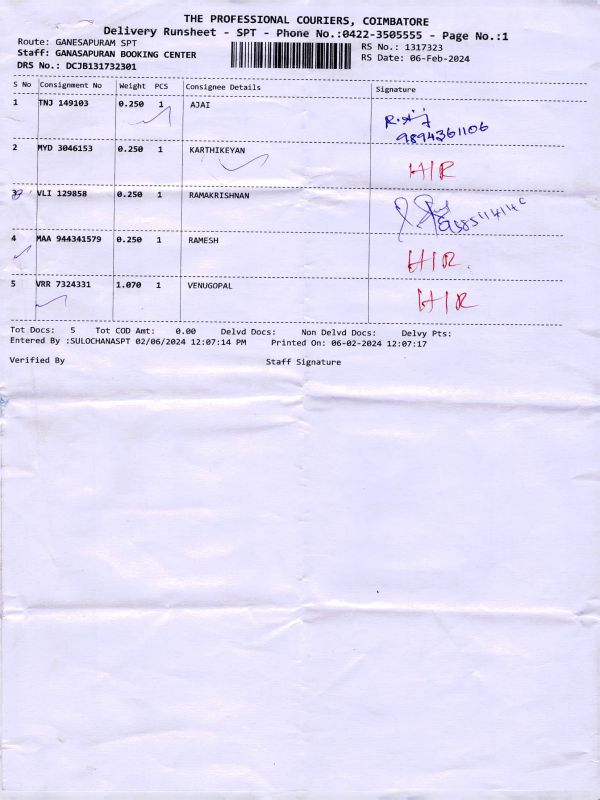 THE PROFESSIONAL COURIERS, COIMBATORE
Delivery Runsheet - SPT - Phone No.:0422-3505555 - Page No.:1
Route: GANESAPURAM SPT
RS No.: 1317323
Staff: GANASAPURAN BOOKING CENTER
RS Date: 06-Feb-2024
DRS No.: DCJB131732301
S No Consignment No Weight PCS Consignee Details Signature
1 TNJ 149103 0.250 1 AJAI
9894361106
2 MYD 3046153 0.250 1 KARTHIKEYAN H/R
3 VLI 129858 0.250 1 RAMAKRISHNAN
4 MAA 944341579 0.250 1 RAMESH H/R.
5 VRR 7324331 1.070 1 VENUGOPAL H/R
Tot Docs: 5 Tot COD Amt: 0.00 Delvd Docs: Non Delvd Docs: Delvy Pts:
Entered By :SULOCHANASPT 02/06/2024 12:07:14 PM Printed On: 06-02-2024 12:07:17
Verified By Staff Signature